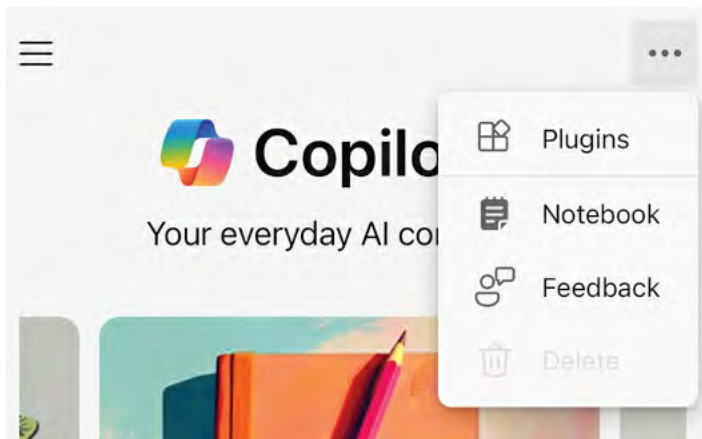 Copilo
Your everyday AI co
Plugins
Notebook
Feedback
Delete